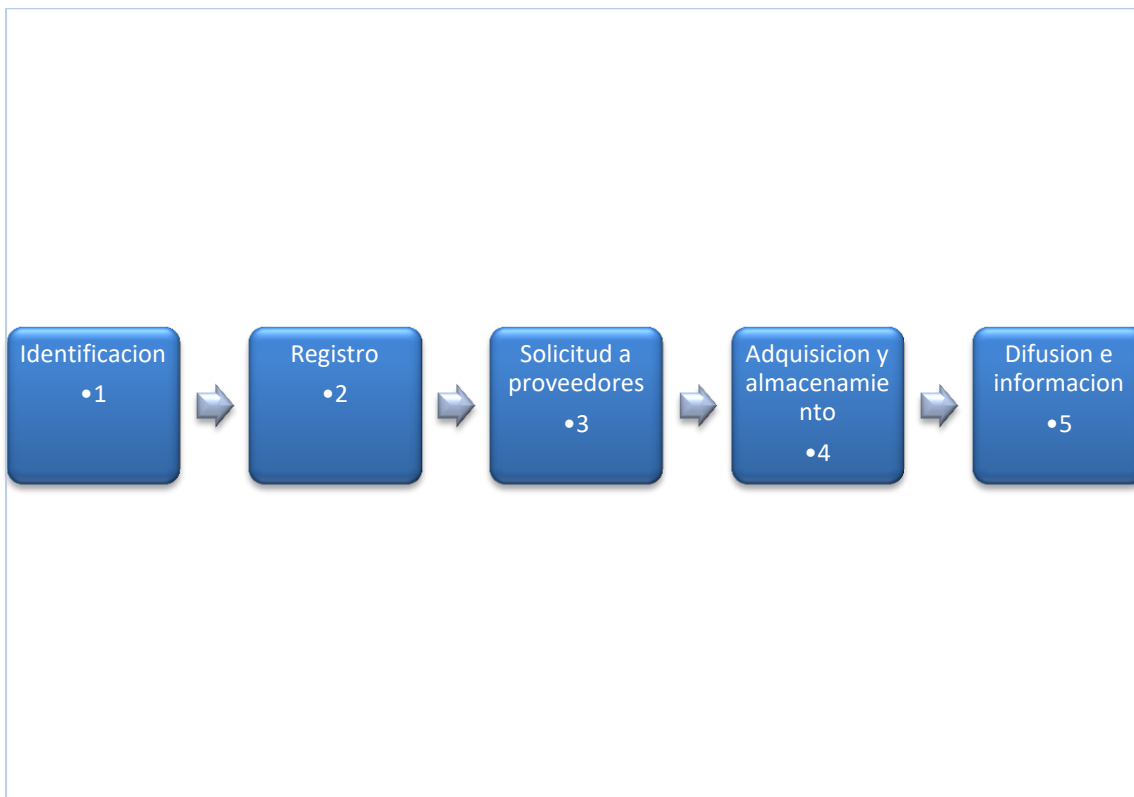 Identificacion
•1
Registro
•2
Solicitud a
proveedores
•3
Adquisicion y
almacenamie
nto
•4
Difusion e
informacion
•5